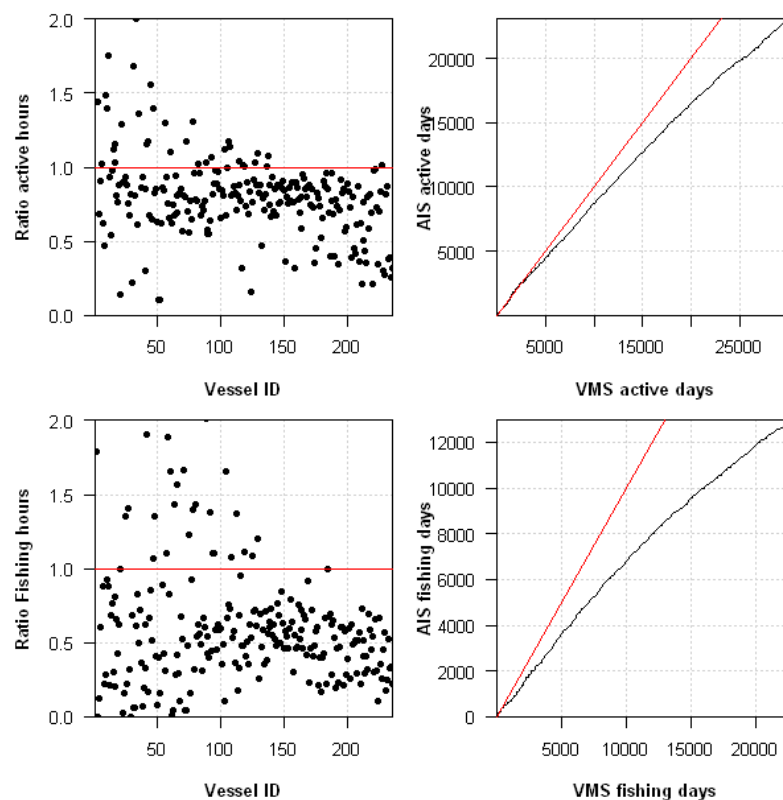 Ratio active hours
2.0
1.5
1.0
0.5
0.0
50 100 150 200
Vessel ID
AIS active days
20000
15000
10000
5000
5000 15000 25000
VMS active days
Ratio Fishing hours
2.0
1.5
1.0
0.5
0.0
50 100 150 200
Vessel ID
AIS fishing days
12000
10000
8000
6000
4000
2000
0
5000 10000 15000 20000
VMS fishing days